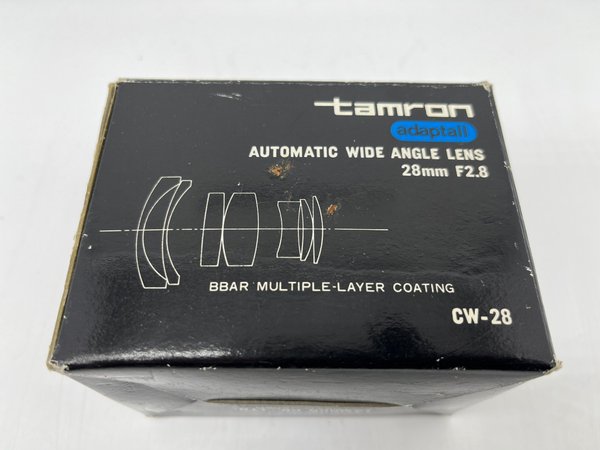 tamron
adaptall
AUTOMATIC WIDE ANGLE LENS
28mm F2.8
BBAR MULTIPLE-LAYER COATING
CW-28